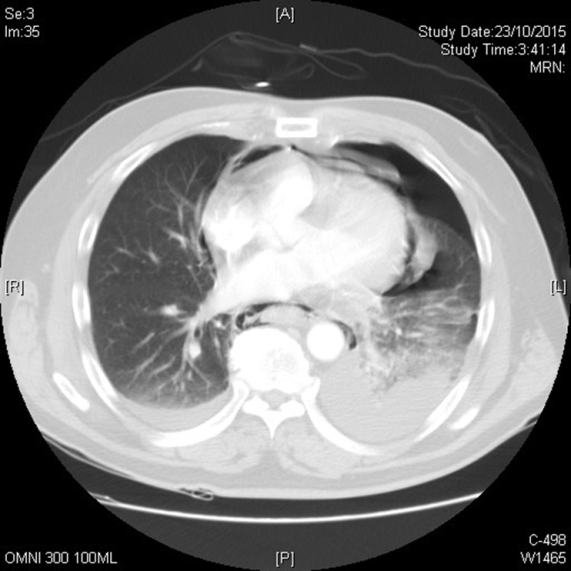 Se:3
Im:35
[A]
Study Date:23/10/2015
Study Time:3:41:14
MRN:
[R]
[L]
OMNI 300 100ML
[P]
C-498
W1465